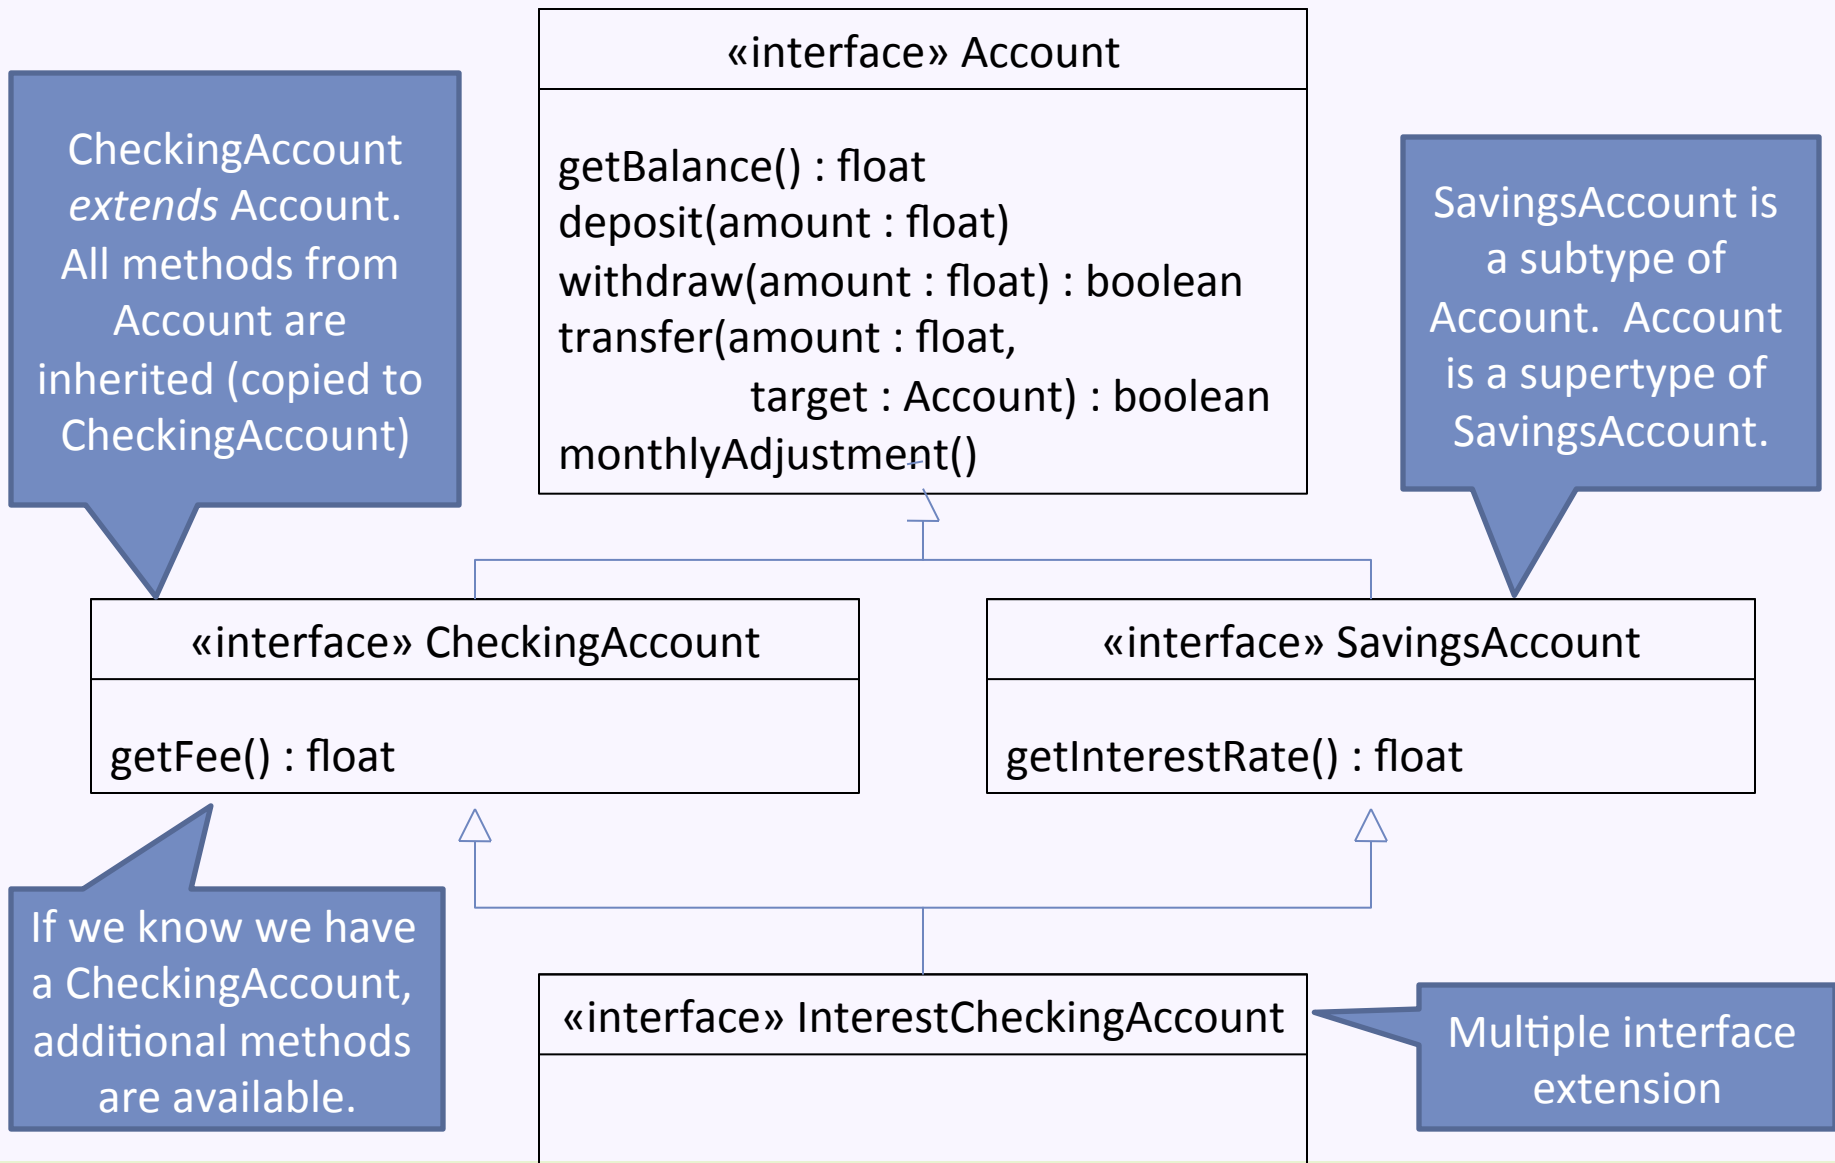 «interface» Account
getBalance() : float
deposit(amount : float)
withdraw(amount : float) : boolean
transfer(amount : float,
target : Account) : boolean
monthlyAdjustment()
CheckingAccount
extends Account.
All methods from
Account are
inherited (copied to
CheckingAccount)
SavingsAccount is
a subtype of
Account. Account
is a supertype of
SavingsAccount.
«interface» CheckingAccount
getFee() : float
«interface» SavingsAccount
getInterestRate() : float
If we know we have
a CheckingAccount,
additional methods
are available.
«interface» InterestCheckingAccount
Multiple interface
extension